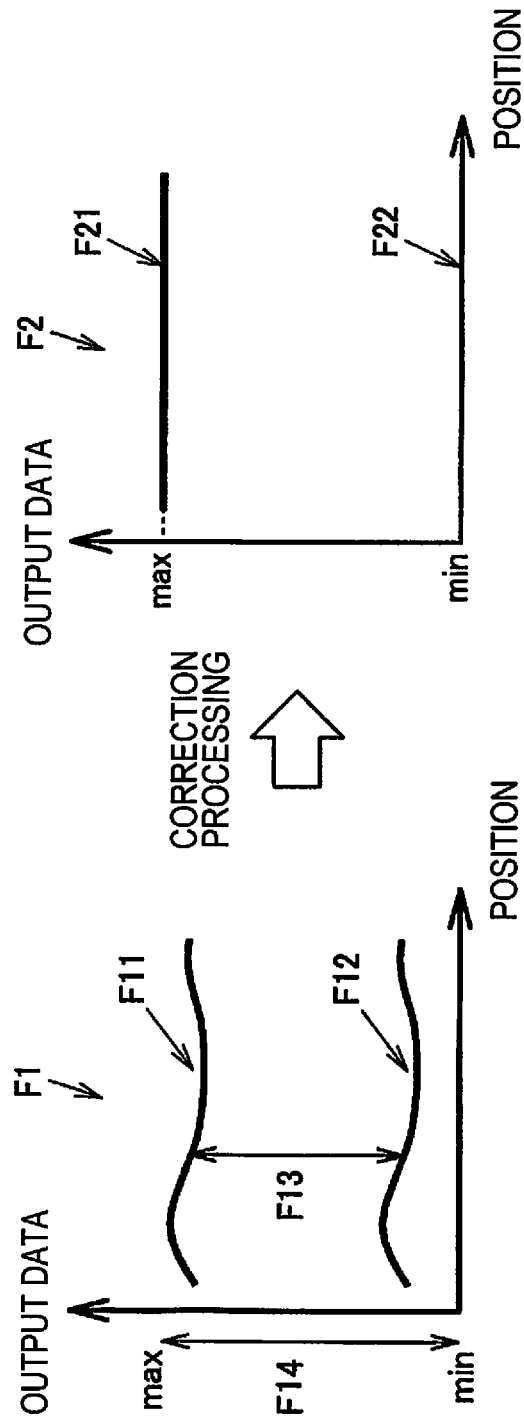 F1
OUTPUT DATA
max
F14
min
F11
F13
F12
POSITION
CORRECTION
PROCESSING
F2
OUTPUT DATA
max
min
F21
F22
POSITION